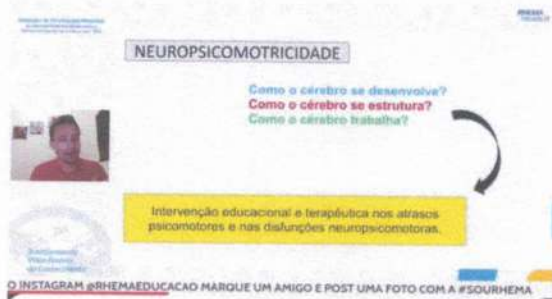 NEUROPSICOMOTRICIDADE
Como o cérebro se desenvolve?
Como o cérebro se estrutura?
Como o cérebro trabalha?
Intervenção educacional e terapêutica nos atrasos
psicomotores e nas disfunções neuropsicomotoras.
O INSTAGRAM @RHEMAEDUCACAO MARQUE UM AMIGO E POST UMA FOTO COM A #SOURHEMA